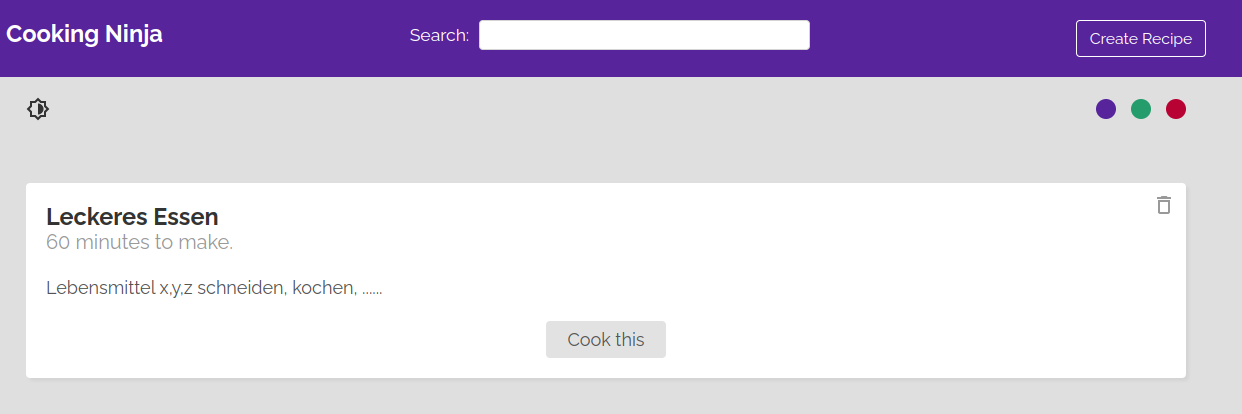 Cooking Ninja
Search:
Create Recipe
Leckeres Essen
60 minutes to make.
Lebensmittel x,y,z schneiden, kochen, ......
Cook this